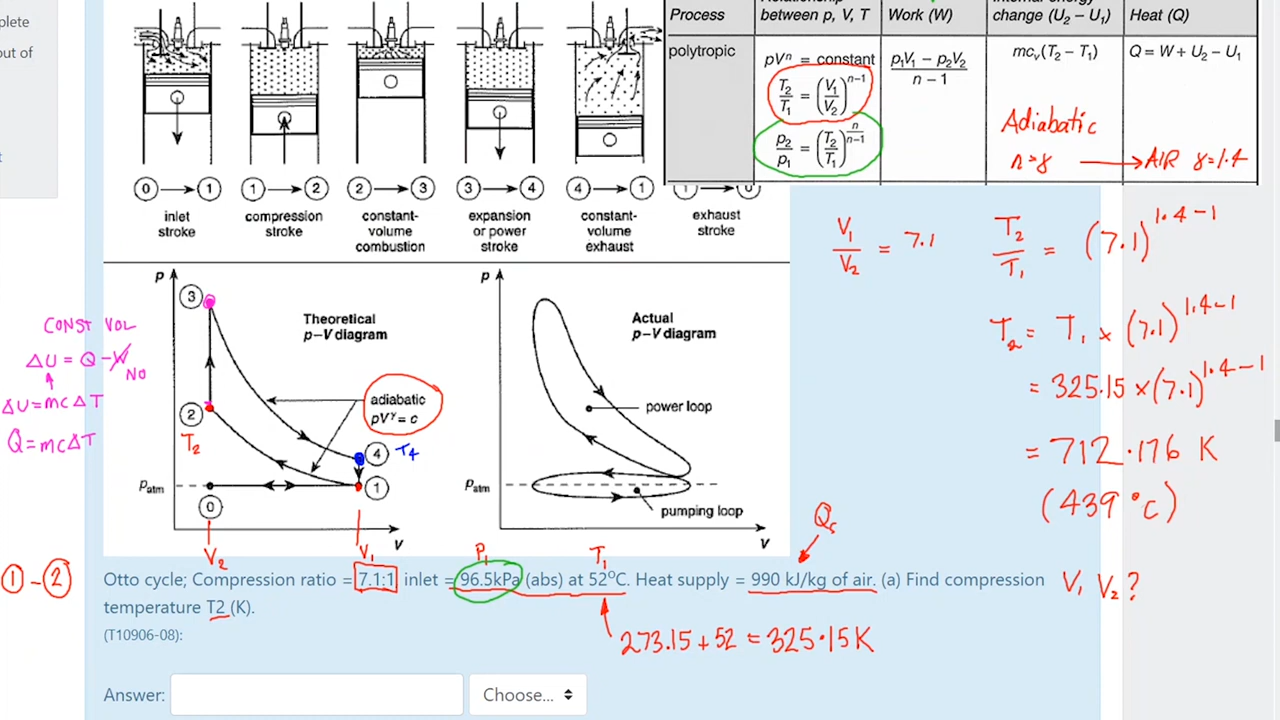 plete
out of
t
0 → 1
1 → 2
2 → 3
3 → 4
4 → 1
inlet
stroke
compression
stroke
constant-
volume
combustion
expansion
or power
stroke
constant-
volume
exhaust
exhaust
stroke
Process
between p, V, T
Work (W)
change (U₂ – U₁)
Heat (Q)
polytropic
pVⁿ = constant
T₂/T₁ = (V₁/V₂)ⁿ⁻¹
p₂/p₁ = (T₂/T₁)^(n/(n-1))
p₁V₁ – p₂V₂
n – 1
mcᵥ(T₂ – T₁)
Q = W + U₂ – U₁
Adiabatic
n=γ → AIR γ=1.4
V₁/V₂ = 7.1
T₂/T₁ = (7.1)^1.4-1
T₂ = T₁ × (7.1)^1.4-1
= 325.15 × (7.1)^1.4-1
= 712.176 K
(439 °C)
CONST VOL
ΔU = Q - W
NO
ΔU = mcΔT
Q = mcΔT
p
3
Theoretical
p–V diagram
adiabatic
pVᵞ = c
2
T₂
4
T₄
Pₐₜₘ
1
0
V
V₂
V₁
p
Actual
p–V diagram
power loop
Pₐₜₘ
pumping loop
V
P₁
T₁
Qs
1 - 2
Otto cycle; Compression ratio = 7.1:1 inlet = 96.5kPa (abs) at 52ºC. Heat supply = 990 kJ/kg of air. (a) Find compression
temperature T2 (K).
V₁ V₂ ?
(T10906-08):
273.15 + 52 = 325.15 K
Answer:
Choose...